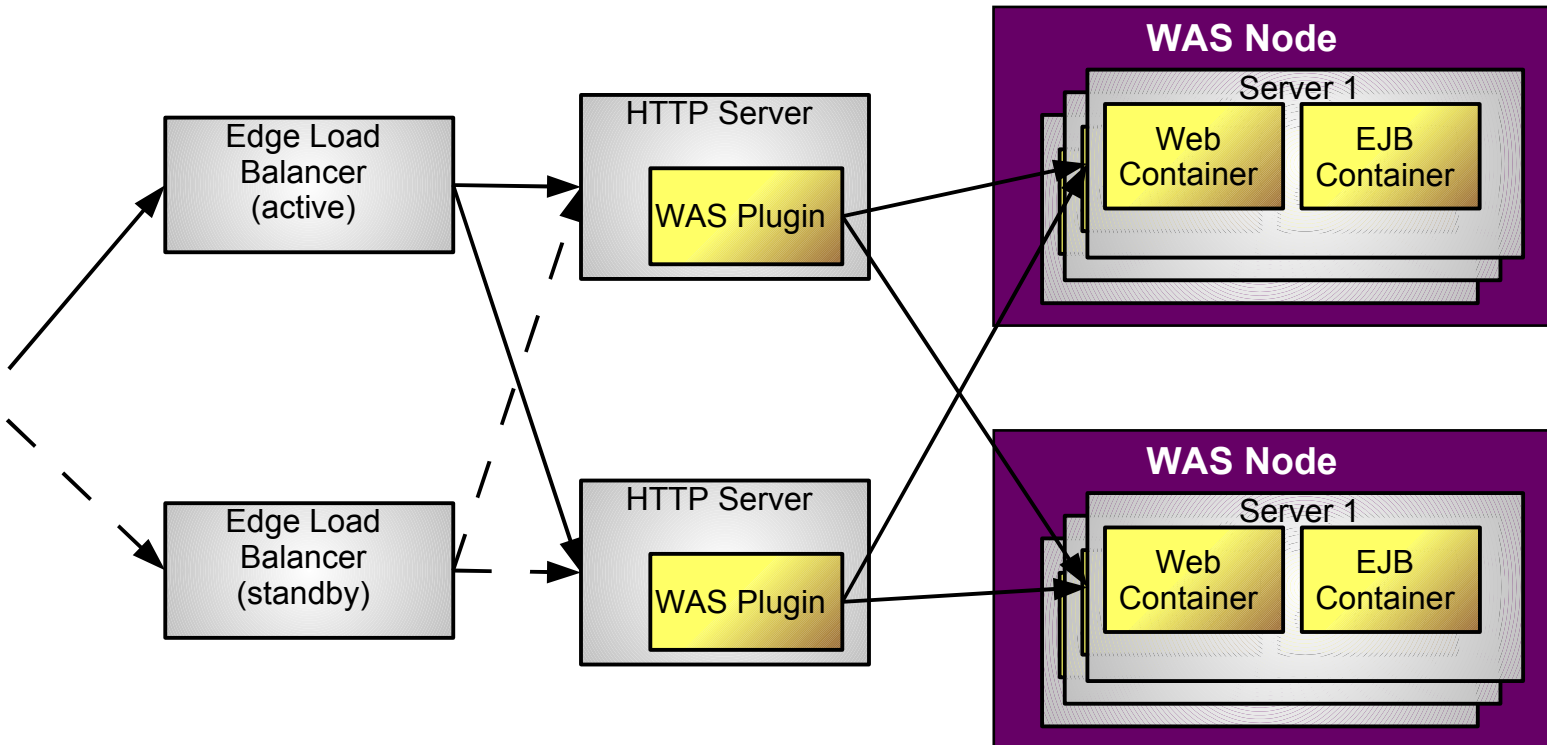 Edge Load
Balancer
(active)
Edge Load
Balancer
(standby)
HTTP Server
WAS Plugin
HTTP Server
WAS Plugin
WAS Node
Server 1
Web
Container
EJB
Container
WAS Node
Server 1
Web
Container
EJB
Container